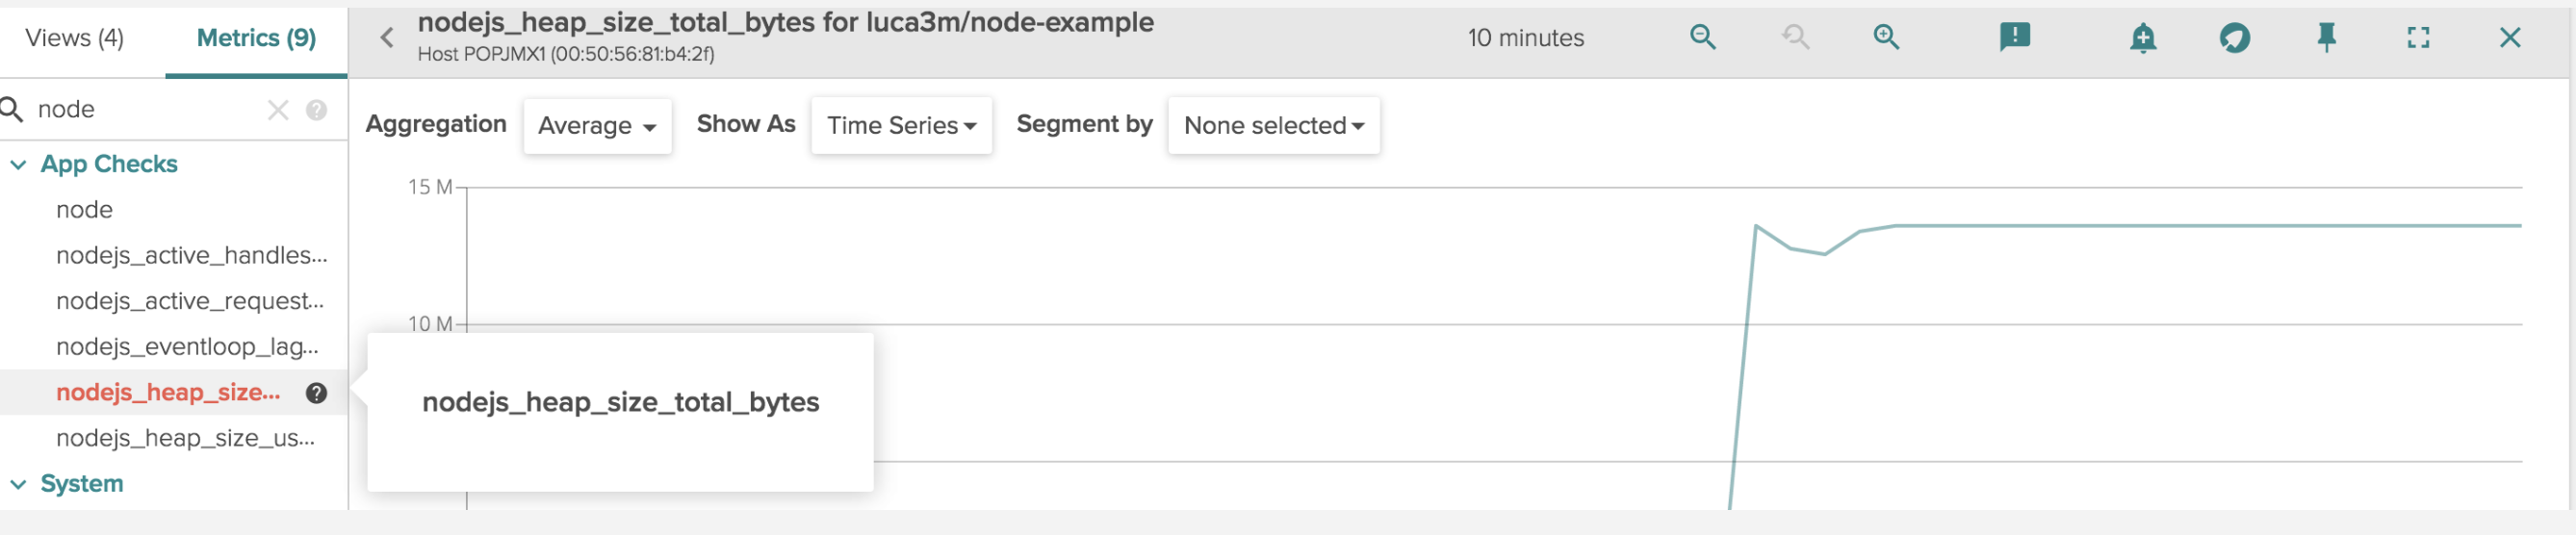 Views (4)
Metrics (9)
nodejs_heap_size_total_bytes for luca3m/node-example
Host POPJMX1 (00:50:56:81:b4:2f)
10 minutes
node
Aggregation
Average
Show As
Time Series
Segment by
None selected
App Checks
node
nodejs_active_handles...
nodejs_active_request...
nodejs_eventloop_lag...
nodejs_heap_size...
nodejs_heap_size_us...
System
15 M
10 M
nodejs_heap_size_total_bytes